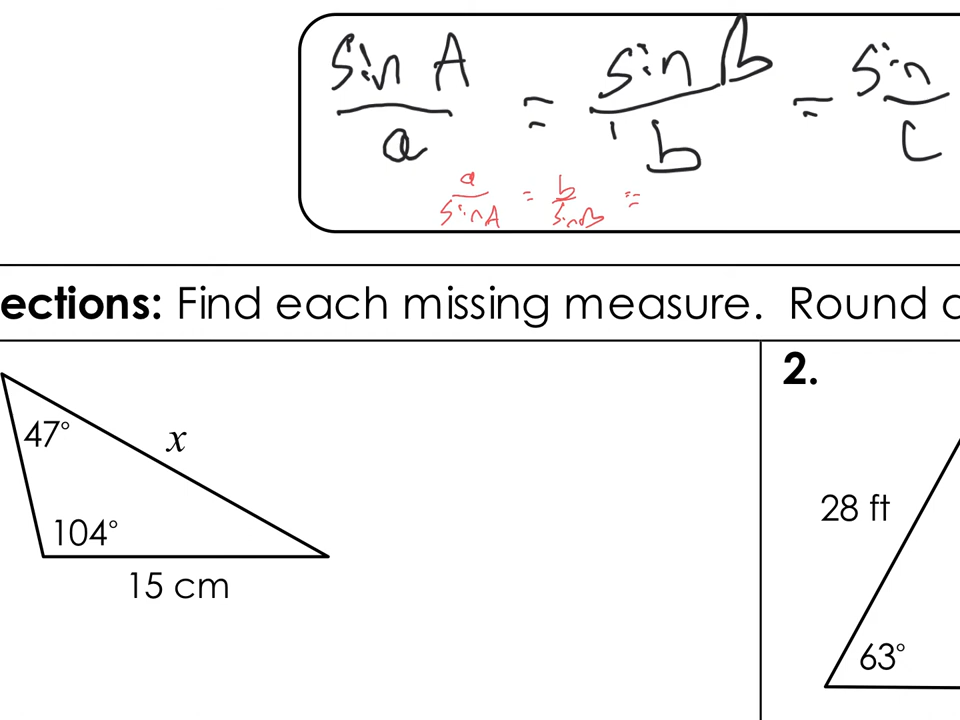 sin A / a = sin B / b = sin / c
a / sin A = b / sin B =
ections: Find each missing measure. Round
2.
47°
x
104°
15 cm
28 ft
63°